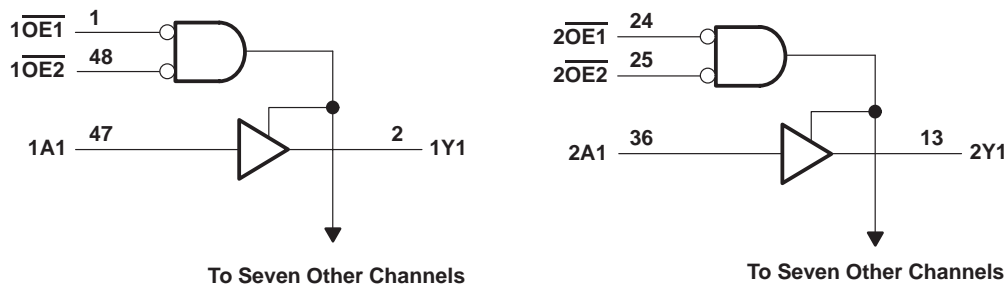 1OE1 1
1OE2 48
1A1 47 2 1Y1
To Seven Other Channels
2OE1 24
2OE2 25
2A1 36 13 2Y1
To Seven Other Channels